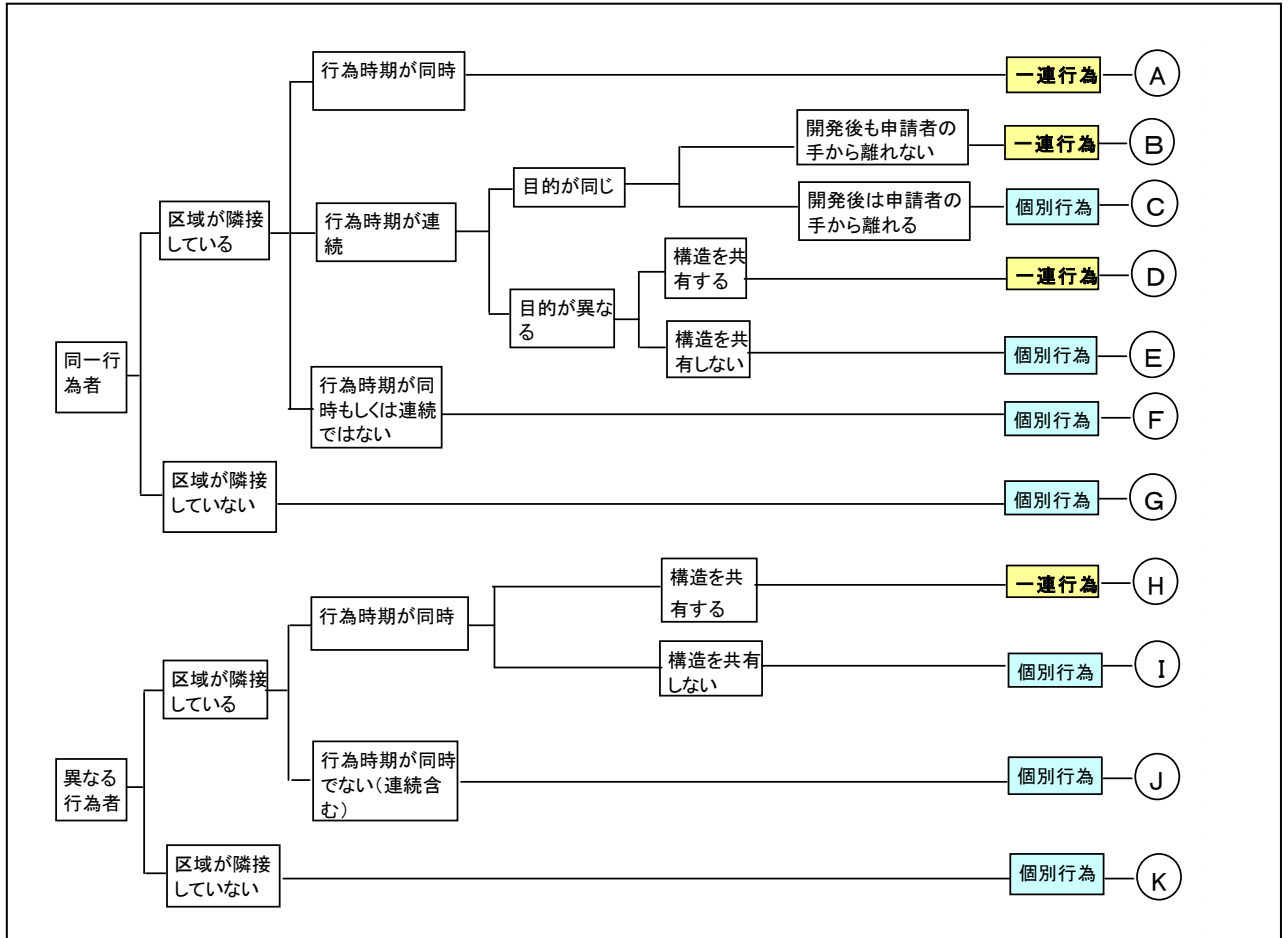 行為時期が同時
一連行為
A
開発後も申請者の
手から離れない
一連行為
B
目的が同じ
開発後は申請者の
手から離れる
個別行為
C
区域が隣接
している
行為時期が連
続
構造を共
有する
一連行為
D
目的が異な
る
構造を共
有しない
個別行為
E
同一行
為者
行為時期が同
時もしくは連続
ではない
個別行為
F
区域が隣接
していない
個別行為
G
構造を共
有する
一連行為
H
行為時期が同時
構造を共有
しない
個別行為
I
区域が隣接
している
行為時期が同時
でない(連続含
む)
個別行為
J
異なる
行為者
区域が隣接
していない
個別行為
K